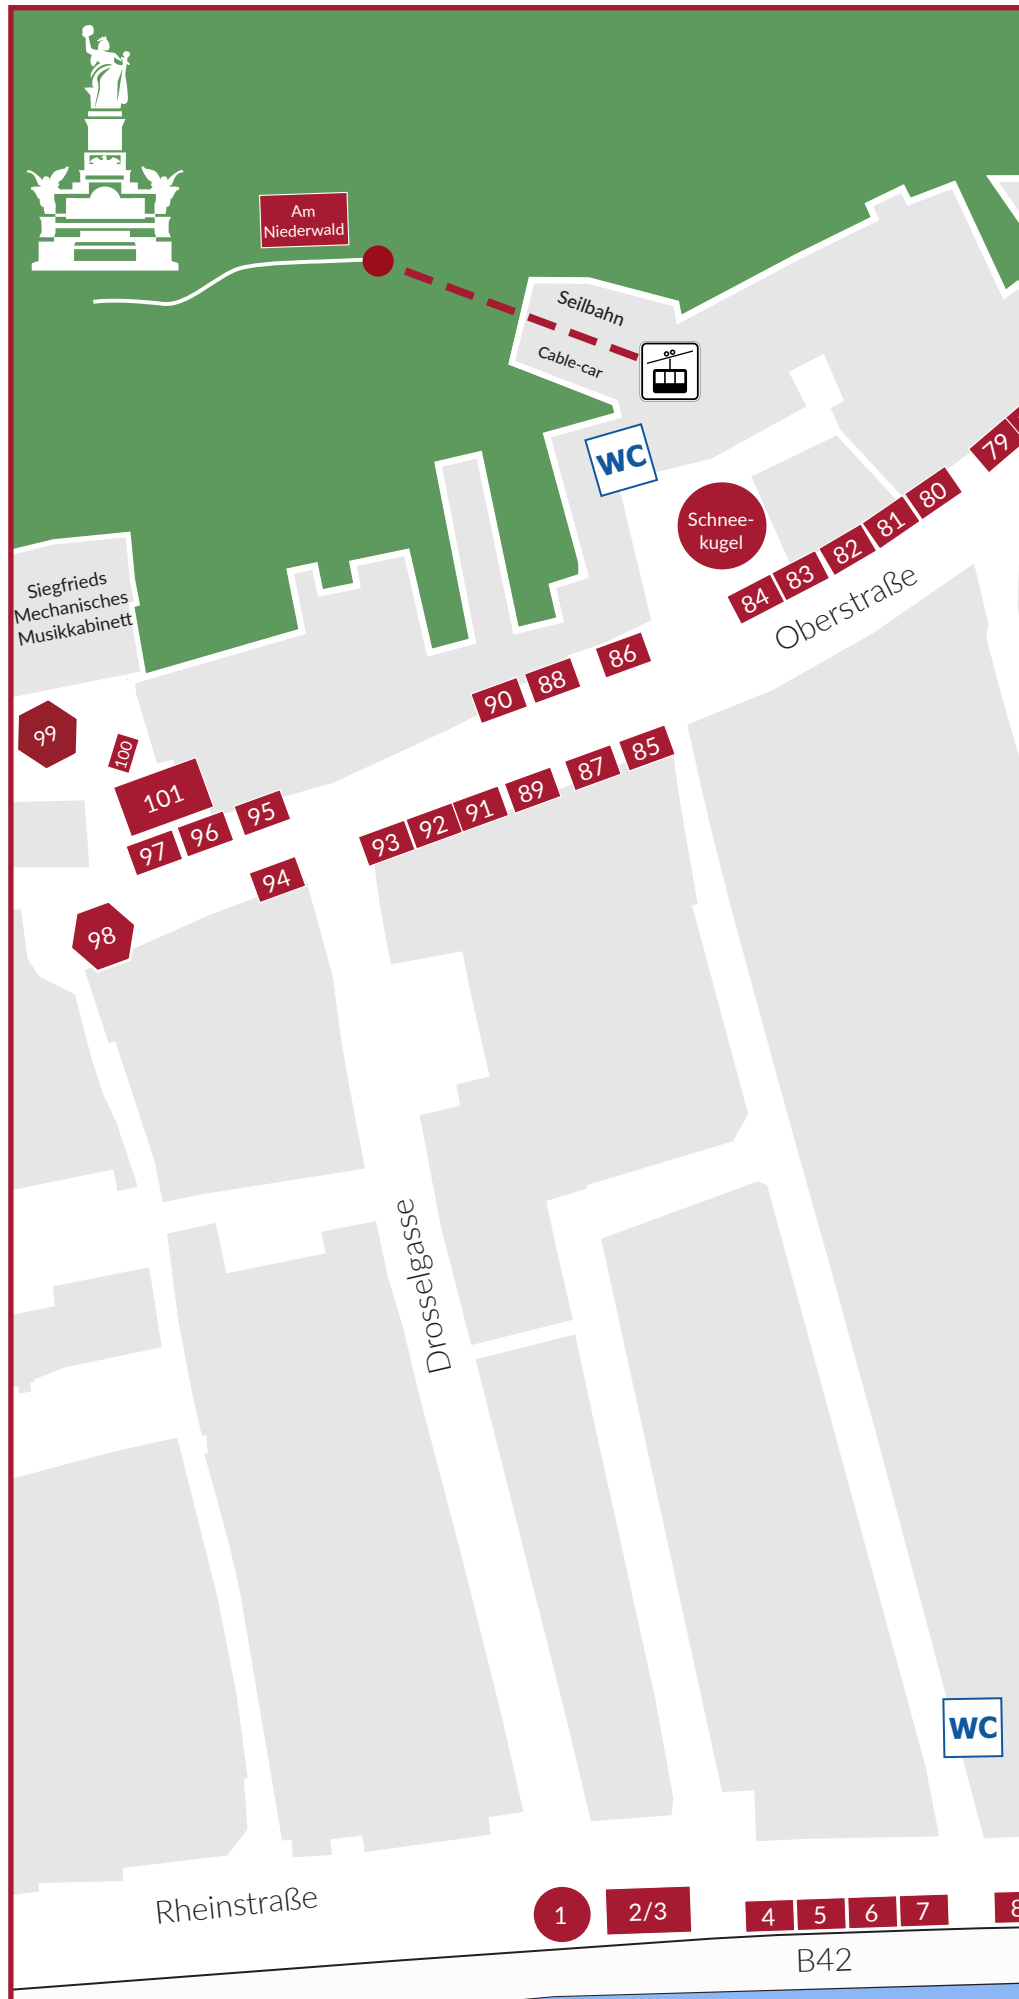 Am
Niederwald
Seilbahn
Cable-car
WC
Schnee-
kugel
79
80
81
82
83
84
Oberstraße
Siegfrieds
Mechanisches
Musikkabinett
86
88
90
99
100
101
85
87
89
91
92
93
95
96
97
94
98
Drosselgasse
WC
Rheinstraße
1
2/3
4
5
6
7
8
B42